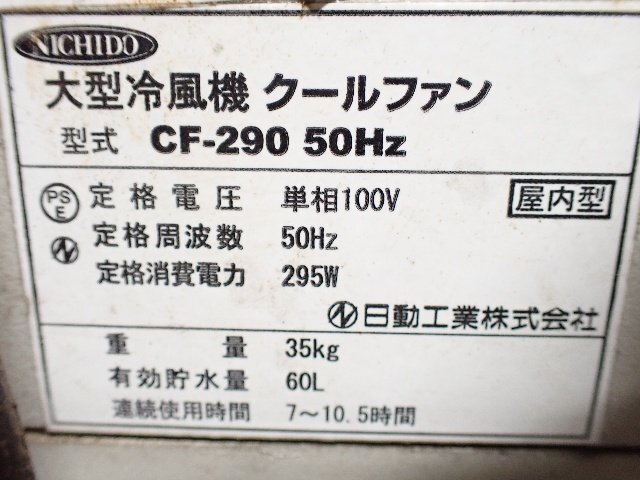 NICHIDO
大型冷風機 クールファン
型式 CF-290 50Hz
PS
E
定格電圧 単相100V 屋内型
定格周波数 50Hz
定格消費電力 295W
日動工業株式会社
重量 35kg
有効貯水量 60L
連続使用時間 7～10.5時間